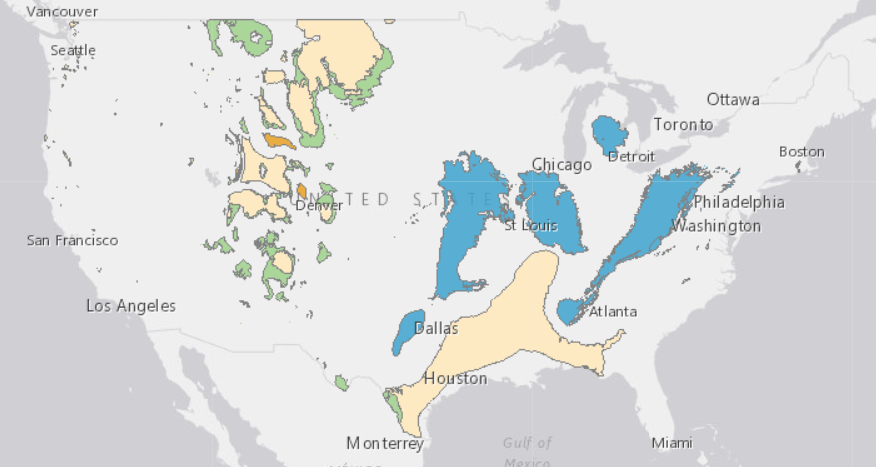 Vancouver
Seattle
Ottawa
Toronto
Boston
Detroit
Chicago
UNITED STATES
Denver
Philadelphia
St Louis
Washington
San Francisco
Los Angeles
Atlanta
Dallas
Houston
Monterrey
Gulf of
Mexico
Miami